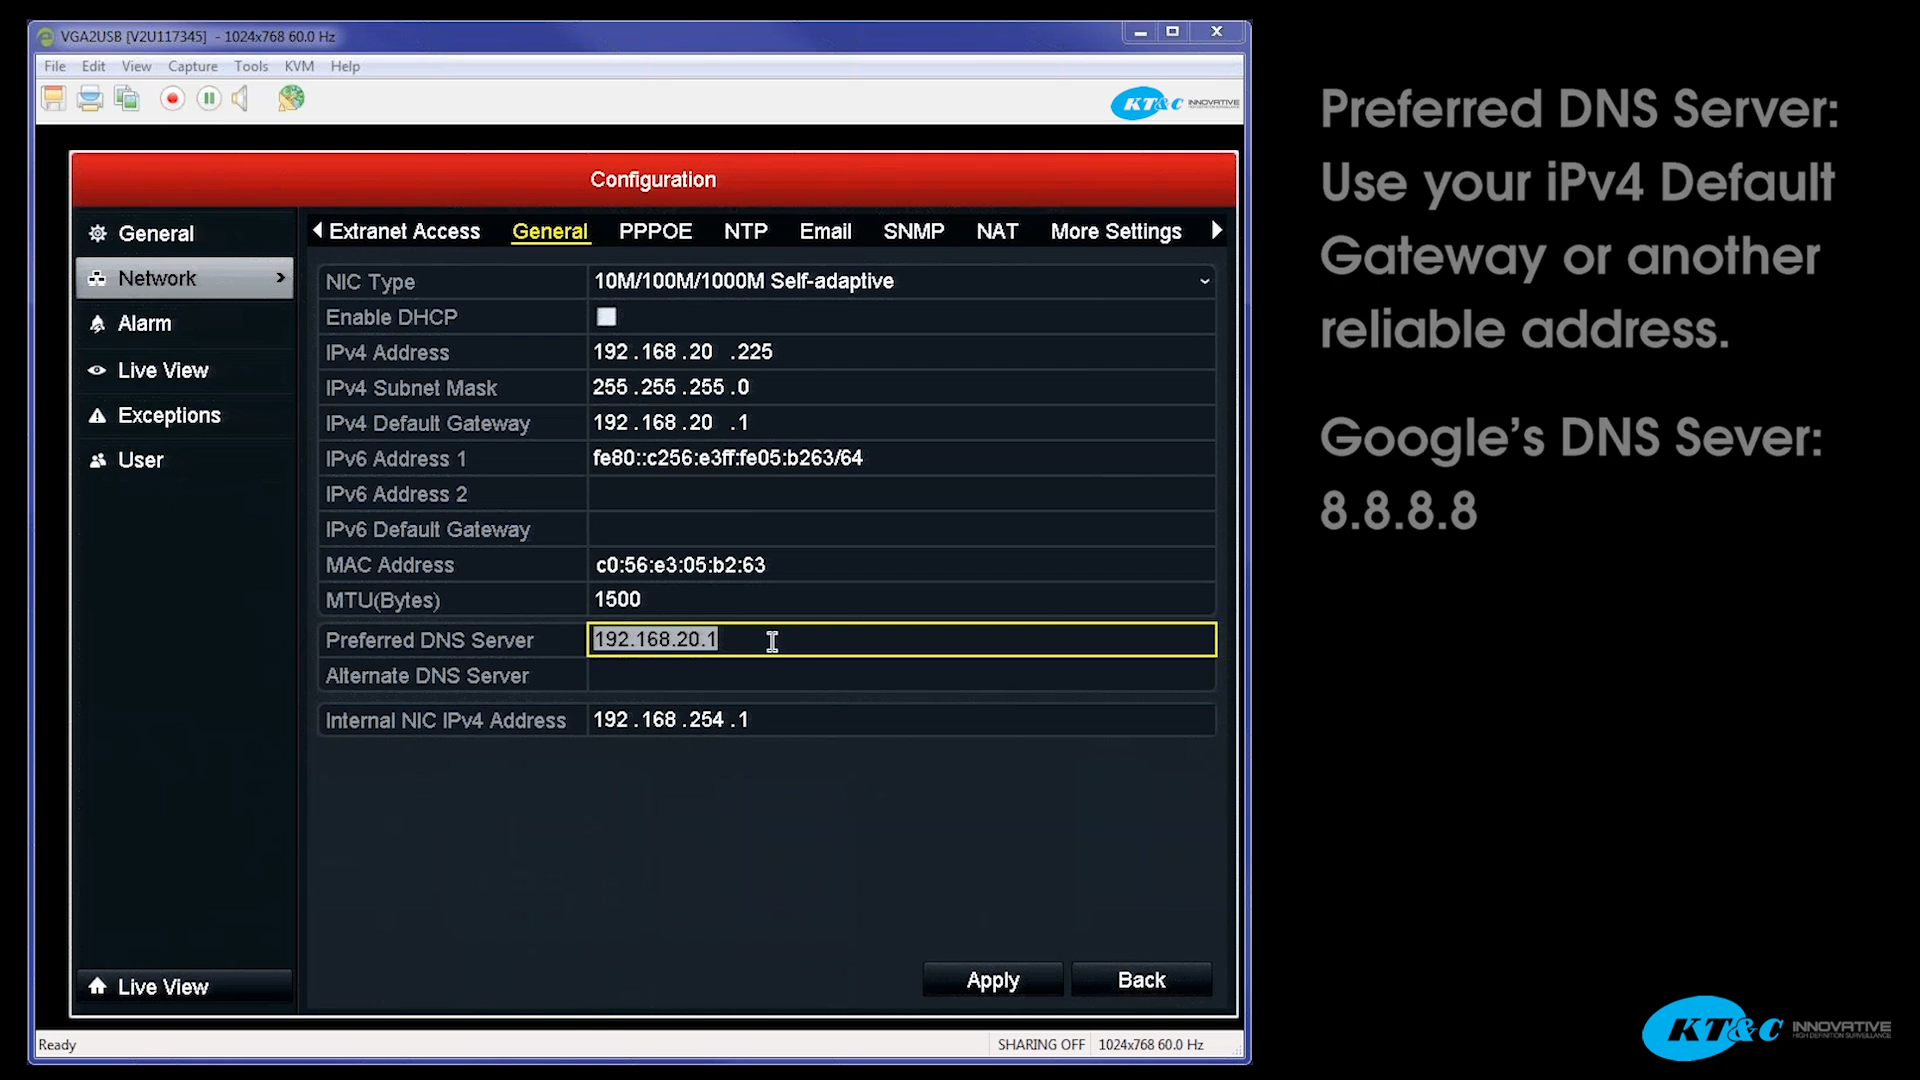 VGA2USB [V2U117345] - 1024x768 60.0 Hz
File Edit View Capture Tools KVM Help
KT&C INNOVATIVE
Configuration
General
Network >
Alarm
Live View
Exceptions
User
Live View
Extranet Access General PPPOE NTP Email SNMP NAT More Settings
NIC Type 10M/100M/1000M Self-adaptive
Enable DHCP
IPv4 Address 192 .168 .20 .225
IPv4 Subnet Mask 255 .255 .255 .0
IPv4 Default Gateway 192 .168 .20 .1
IPv6 Address 1 fe80::c256:e3ff:fe05:b263/64
IPv6 Address 2
IPv6 Default Gateway
MAC Address c0:56:e3:05:b2:63
MTU(Bytes) 1500
Preferred DNS Server 192.168.20.1
Alternate DNS Server
Internal NIC IPv4 Address 192 .168 .254 .1
Apply Back
Ready SHARING OFF 1024x768 60.0 Hz
Preferred DNS Server:
Use your iPv4 Default
Gateway or another
reliable address.
Google’s DNS Sever:
8.8.8.8
KT&C INNOVATIVE
HIGH DEFINITION SURVEILLANCE